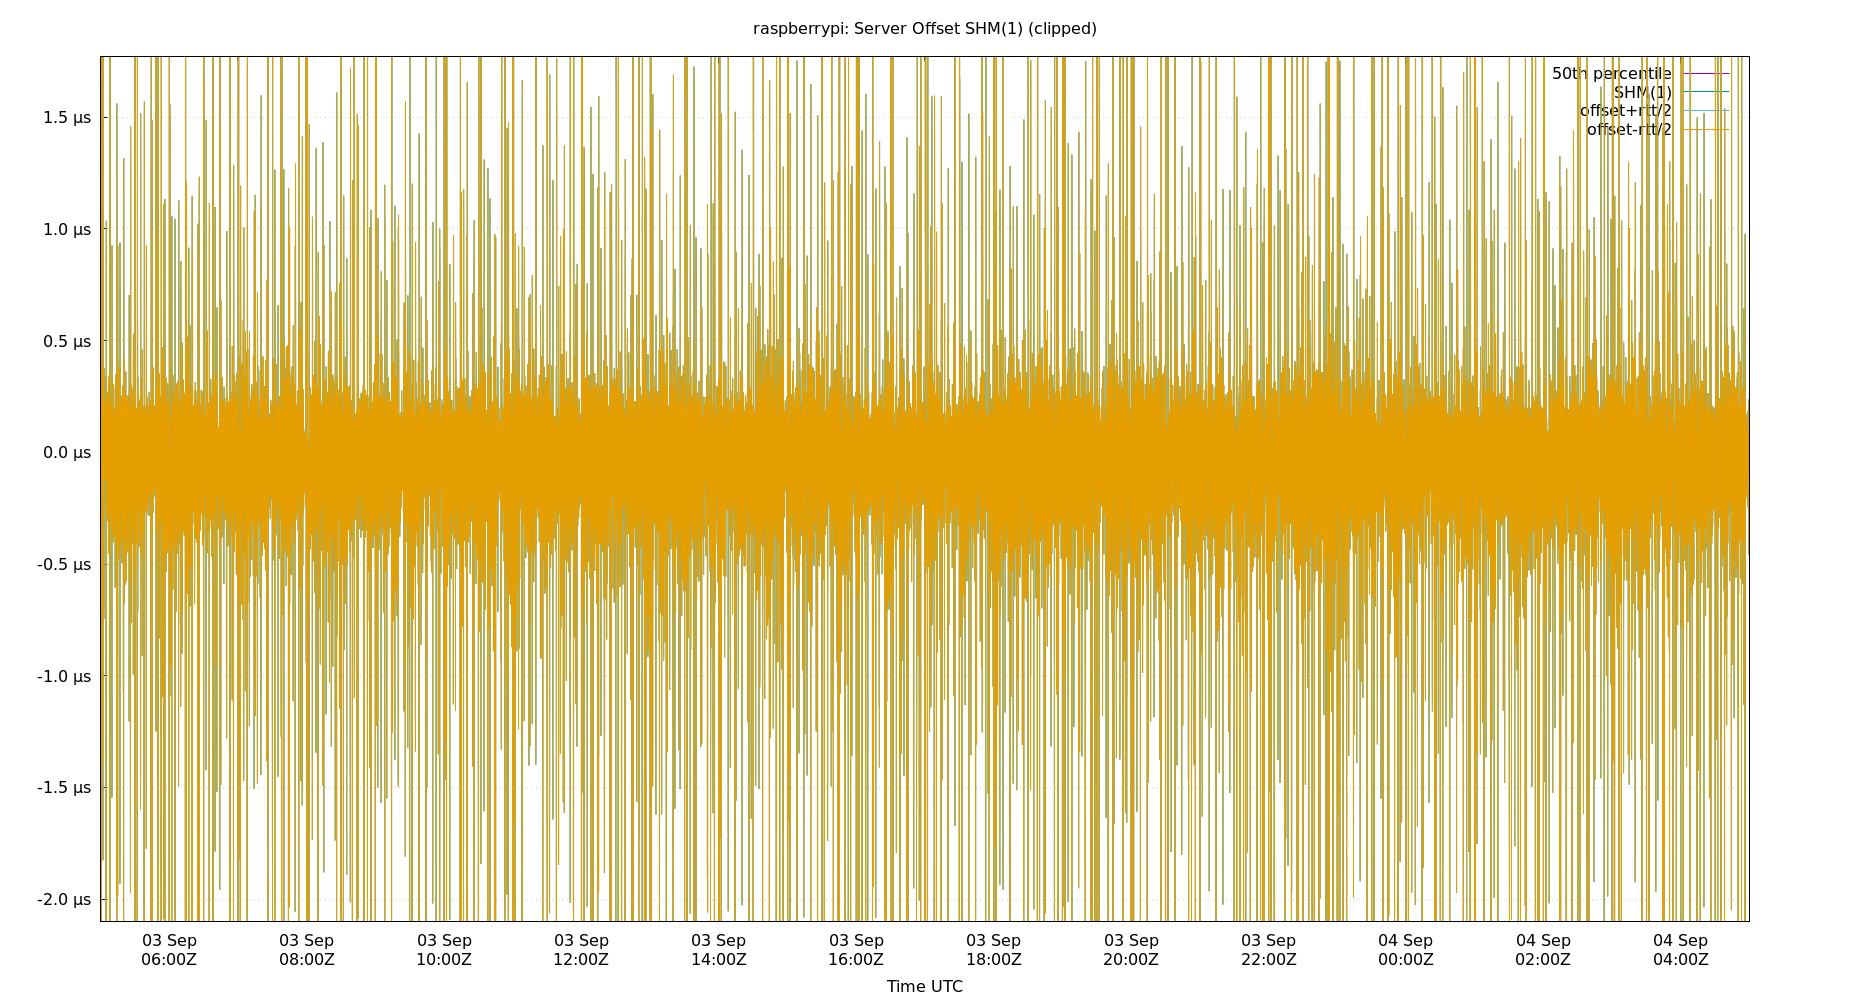 raspberrypi: Server Offset SHM(1) (clipped)
50th percentile
SHM(1)
offset+rtt/2
offset-rtt/2
1.5 µs
1.0 µs
0.5 µs
0.0 µs
-0.5 µs
-1.0 µs
-1.5 µs
-2.0 µs
03 Sep 03 Sep 03 Sep 03 Sep 03 Sep 03 Sep 03 Sep 03 Sep 03 Sep 04 Sep 04 Sep 04 Sep
06:00Z 08:00Z 10:00Z 12:00Z 14:00Z 16:00Z 18:00Z 20:00Z 22:00Z 00:00Z 02:00Z 04:00Z
Time UTC